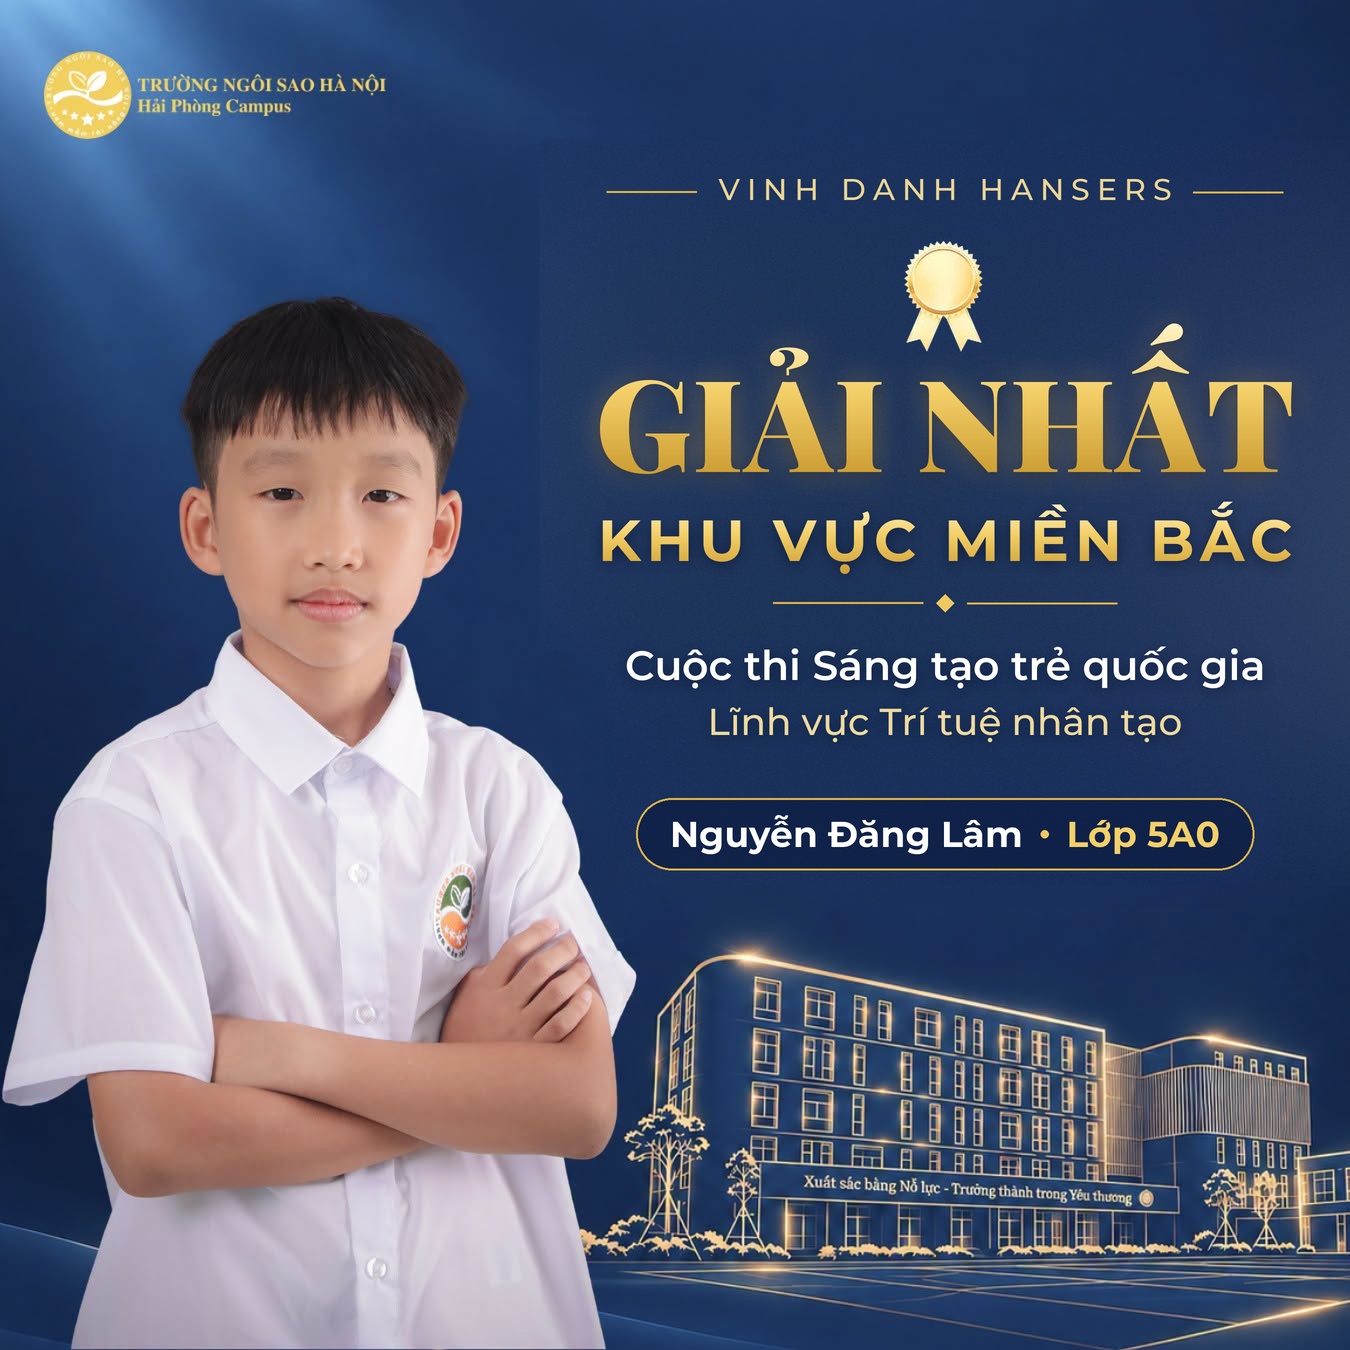 TRƯỜNG NGÔI SAO HÀ NỘI
Hải Phòng Campus
VINH DANH HANSERS
GIẢI NHẤT
KHU VỰC MIỀN BẮC
Cuộc thi Sáng tạo trẻ quốc gia
Lĩnh vực Trí tuệ nhân tạo
Nguyễn Đăng Lâm • Lớp 5A0
Xuất sắc bằng Nỗ lực - Trưởng thành trong Yêu thương